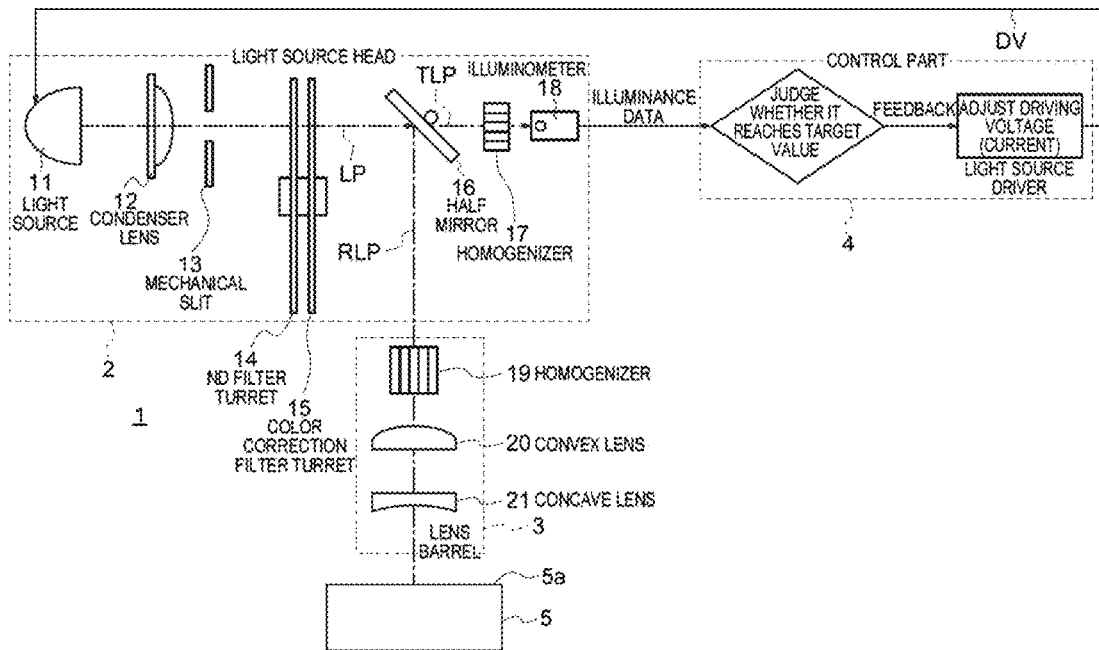 DV
LIGHT SOURCE HEAD
TLP
ILLUMINOMETER
18
ILLUMINANCE
DATA
CONTROL PART
JUDGE
WHETHER IT
REACHES TARGET
VALUE
FEEDBACK
ADJUST DRIVING
VOLTAGE
(CURRENT)
LIGHT SOURCE
DRIVER
4
11
LIGHT
SOURCE
12
CONDENSER
LENS
13
MECHANICAL
SLIT
LP
16
HALF
MIRROR
17
HOMOGENIZER
RLP
2
14
ND FILTER
TURRET
15
COLOR
CORRECTION
FILTER TURRET
1
19 HOMOGENIZER
20 CONVEX LENS
21 CONCAVE LENS
3
LENS
BARREL
5a
5